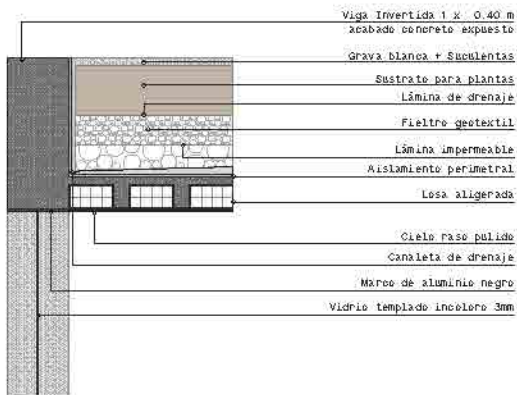 Viga Invertida 1 x 0.40 m
acabado concreto expuesto
Grava blanca + Suculentas
Sustrato para plantas
Lámina de drenaje
Fieltro geotextil
Lámina impermeable
Aislamiento perimetral
Losa aligerada
Cielo raso pulido
Canaleta de drenaje
Marco de aluminio negro
Vidrio templado incoloro 3mm